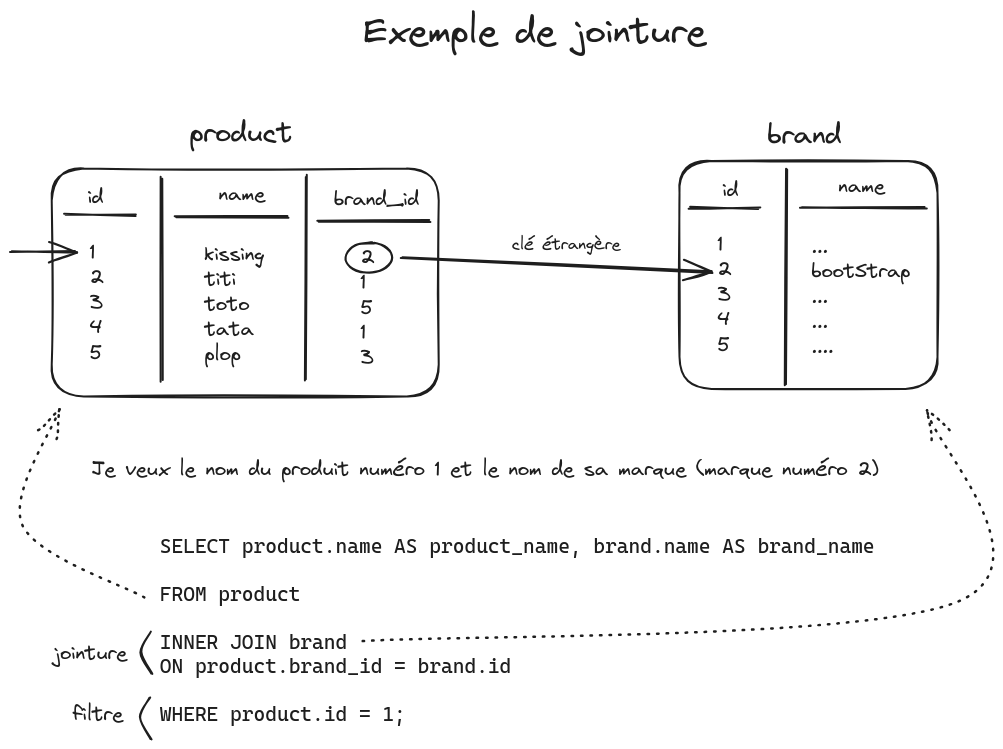 Exemple de jointure
product
id name brand_id
1 kissing 2
2 titi 1
3 toto 5
4 tata 1
5 plop 3
clé étrangère
brand
id name
1 ...
2 bootStrap
3 ...
4 ...
5 ....
Je veux le nom du produit numéro 1 et le nom de sa marque (marque numéro 2)
SELECT product.name AS product_name, brand.name AS brand_name
FROM product
jointure
INNER JOIN brand
ON product.brand_id = brand.id
filtre
WHERE product.id = 1;